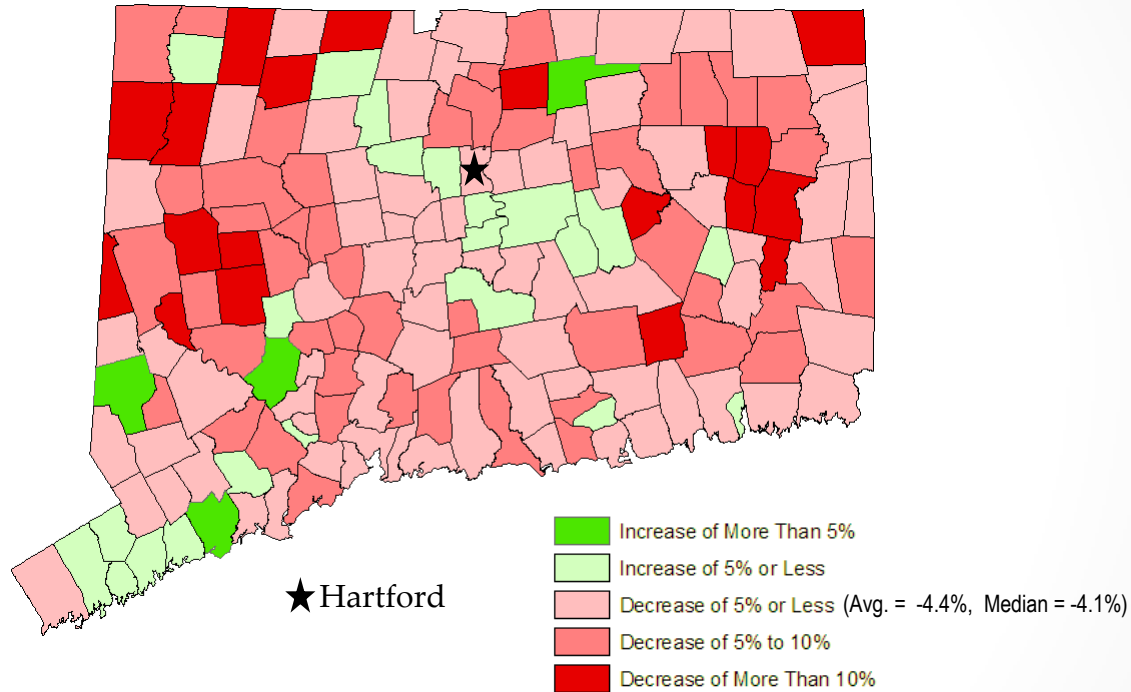 Increase of More Than 5%
Increase of 5% or Less
Decrease of 5% or Less (Avg. = -4.4%, Median = -4.1%)
Decrease of 5% to 10%
Decrease of More Than 10%
Hartford